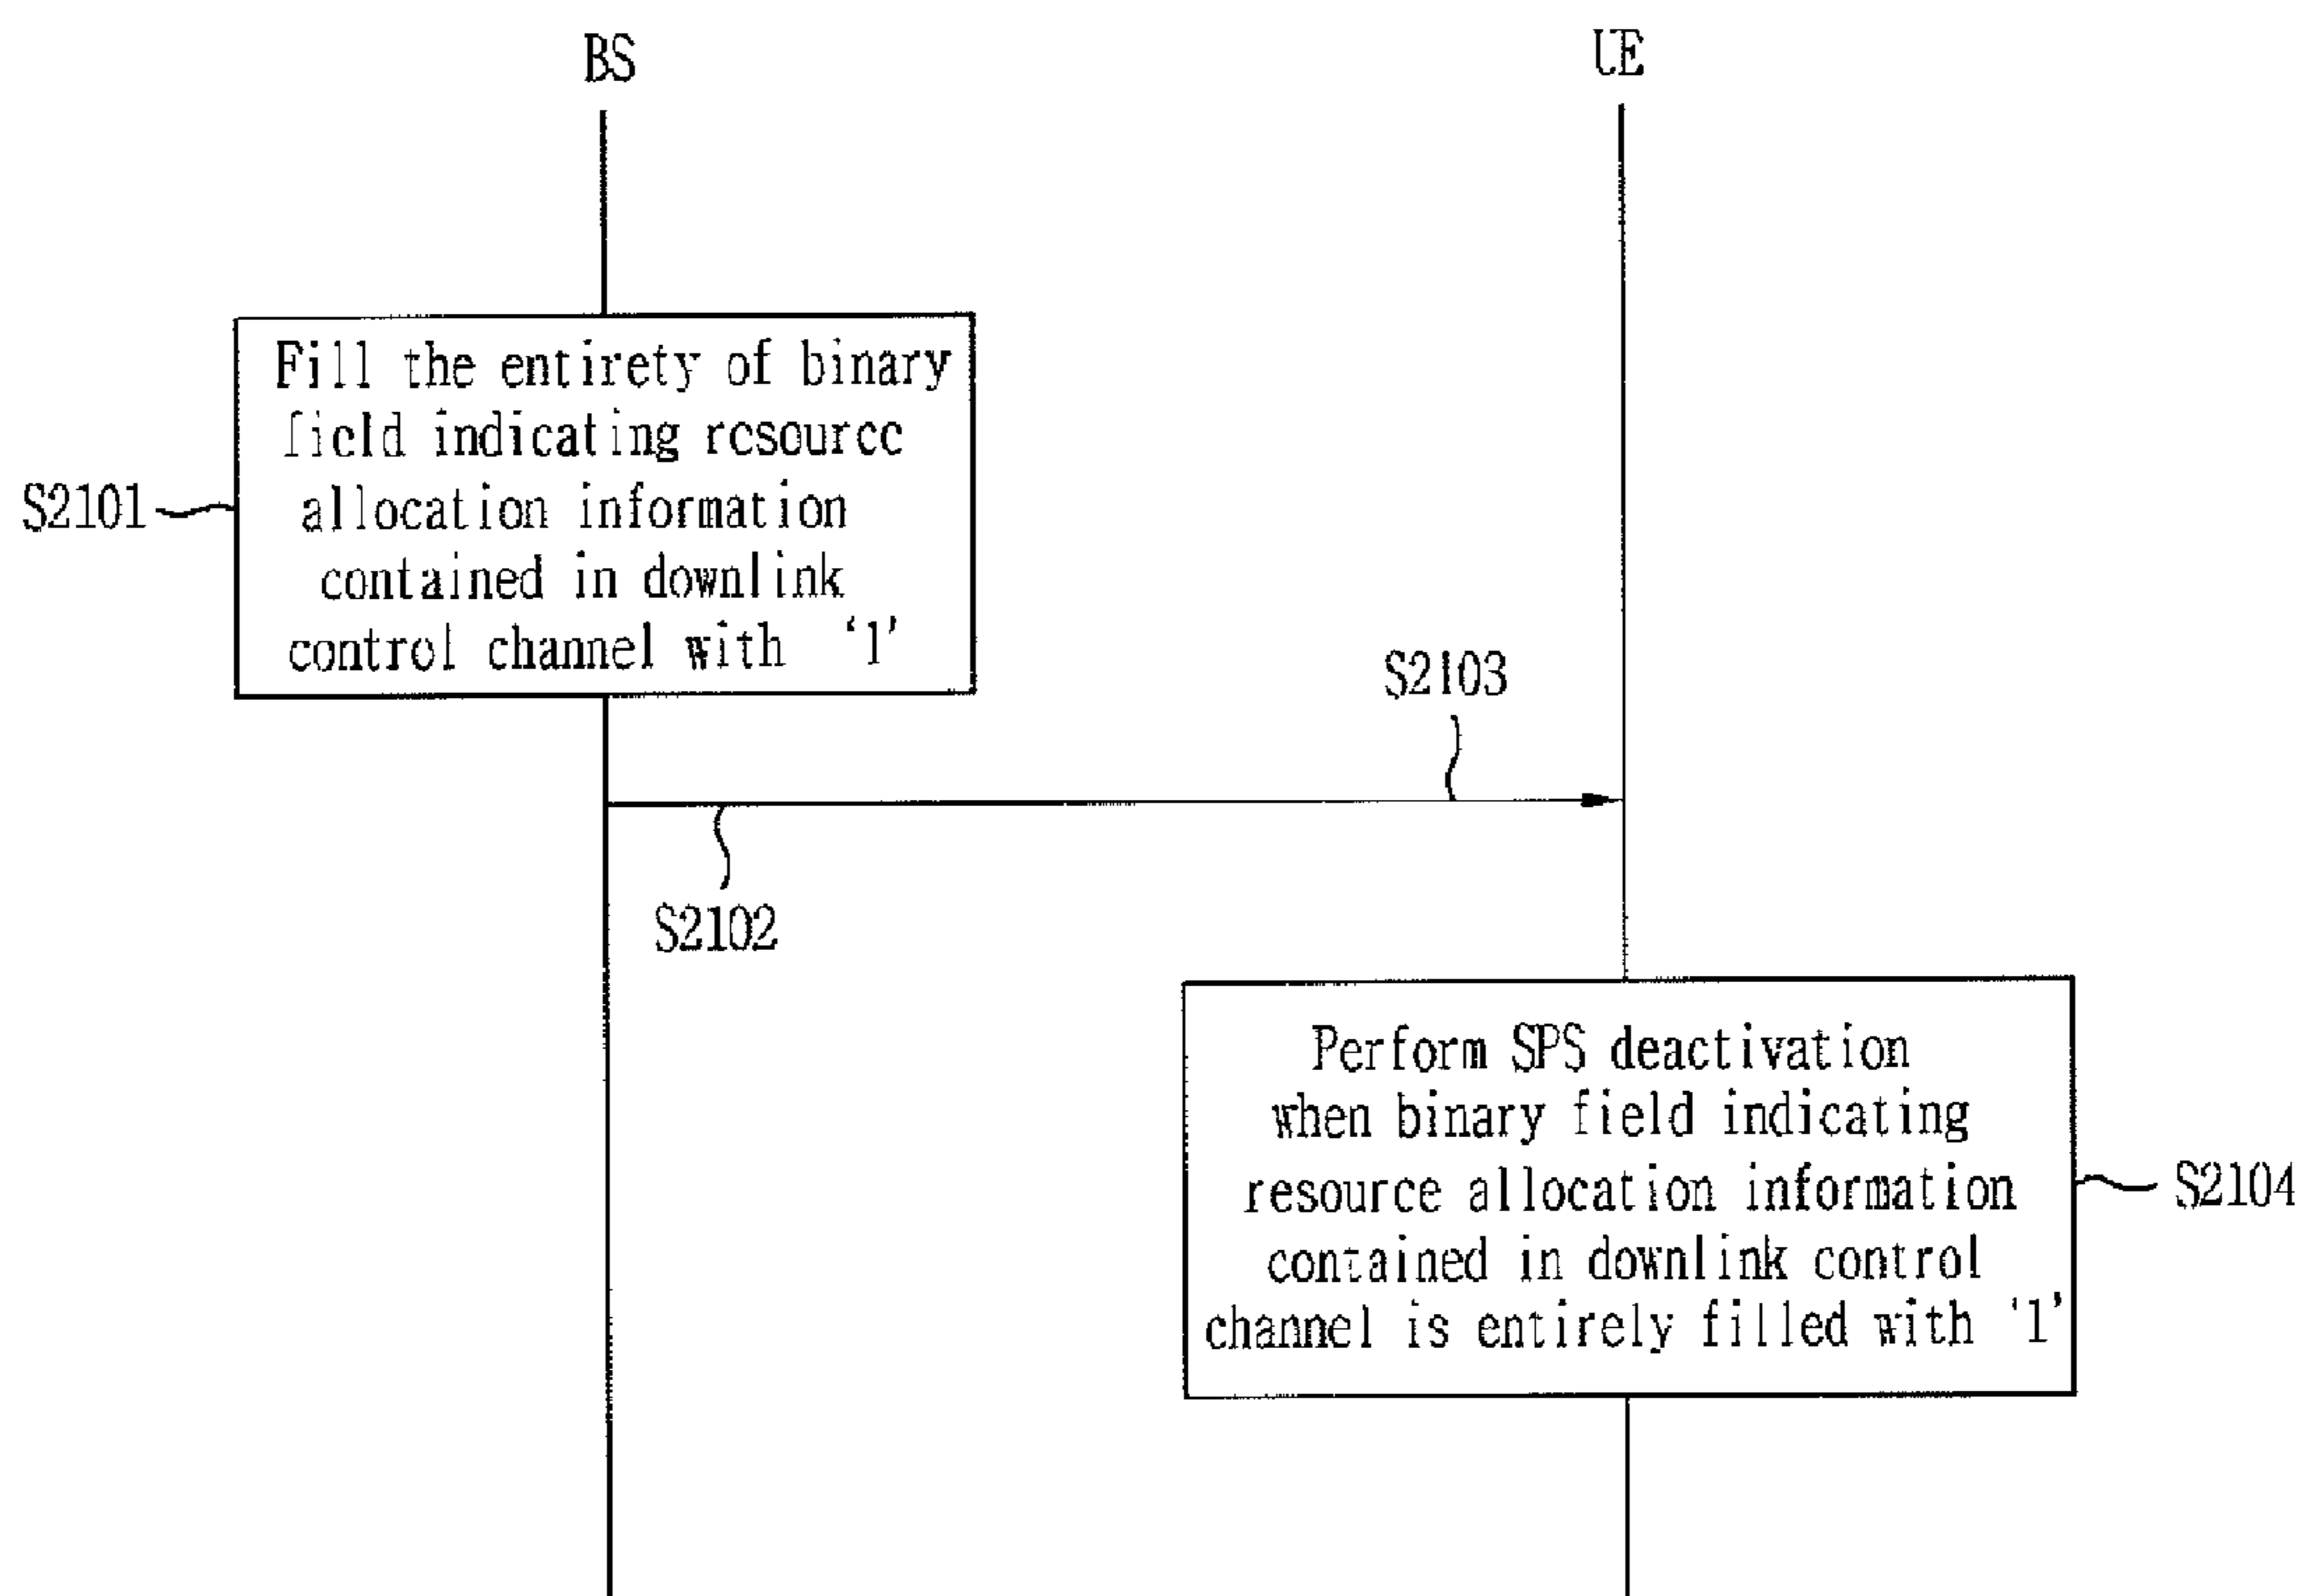 BS
UE
Fill the entirety of binary
field indicating resource
allocation information
contained in downlink
control channel with '1'
S2101
S2103
S2102
Perform SPS deactivation
when binary field indicating
resource allocation information
contained in downlink control
channel is entirely filled with '1'
S2104